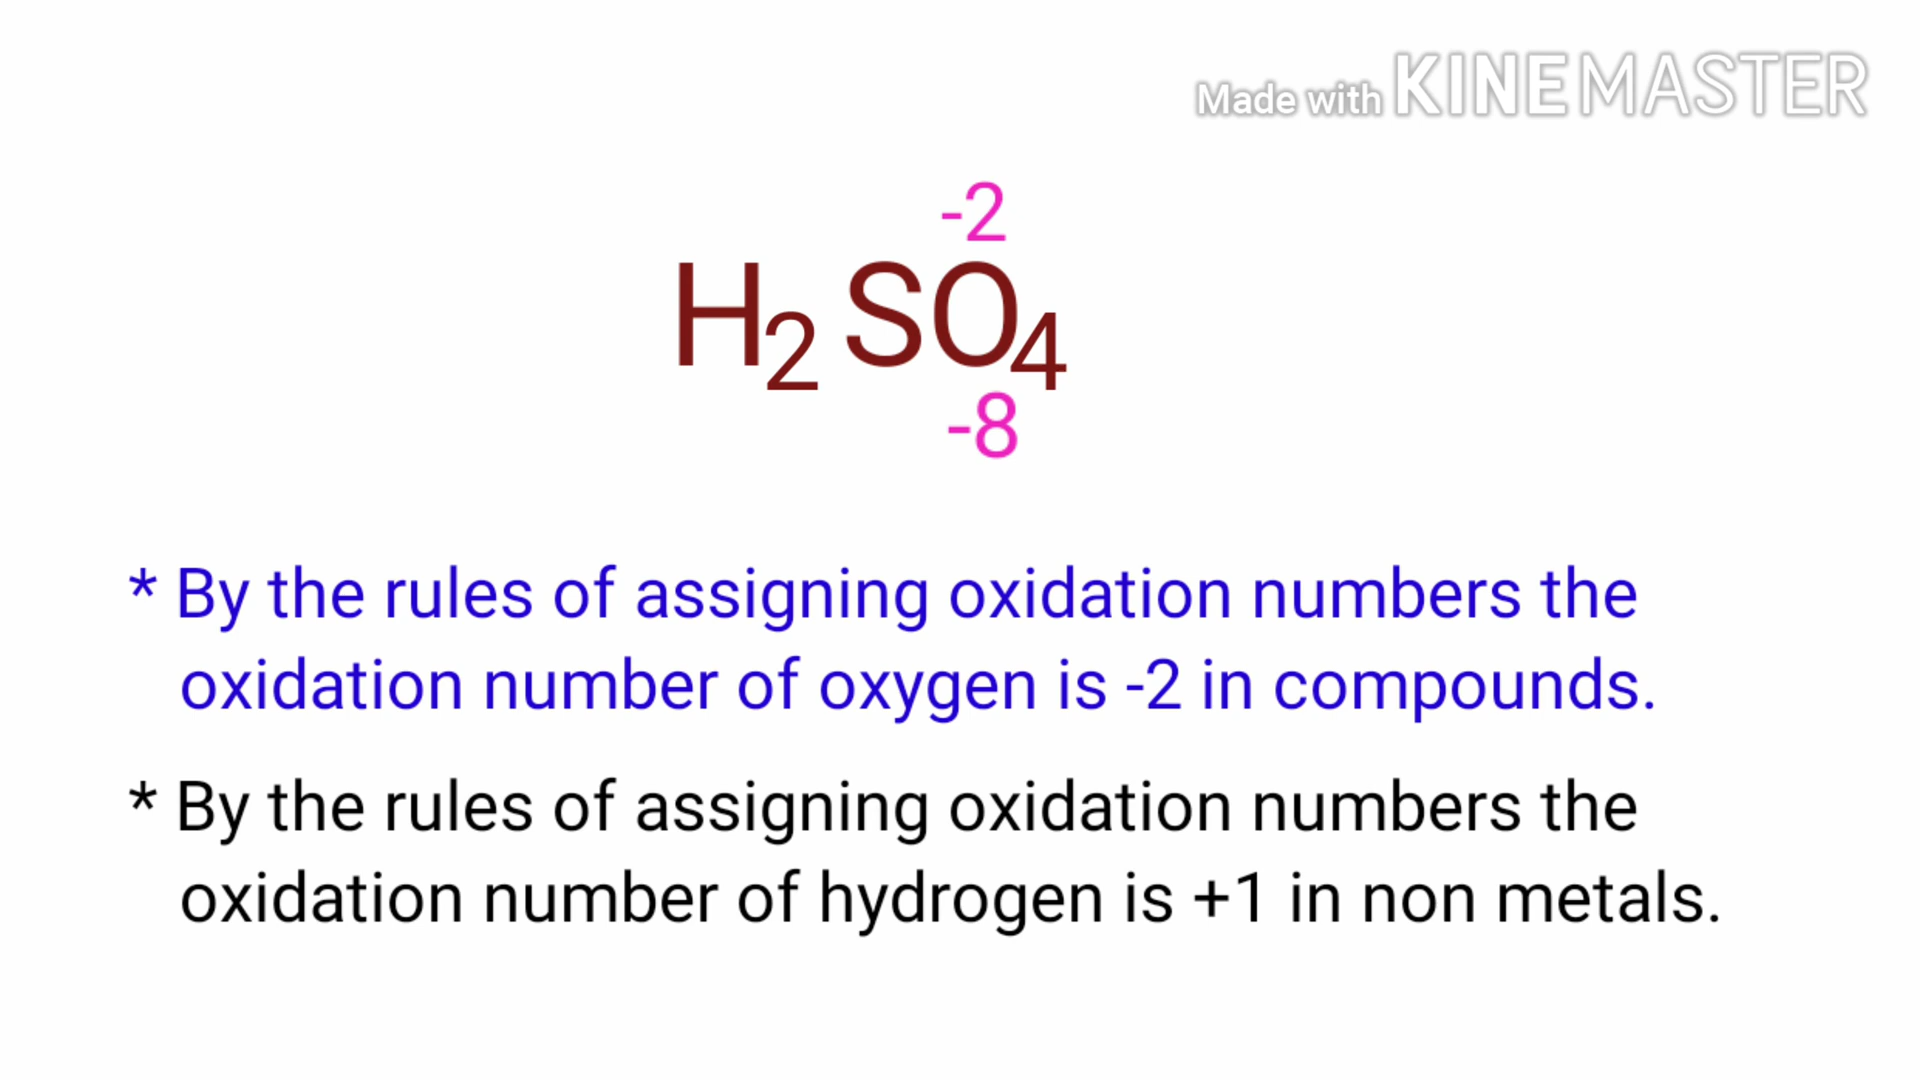 Made with KINEMASTER
-2
H2 SO4
-8
* By the rules of assigning oxidation numbers the
oxidation number of oxygen is -2 in compounds.
* By the rules of assigning oxidation numbers the
oxidation number of hydrogen is +1 in non metals.